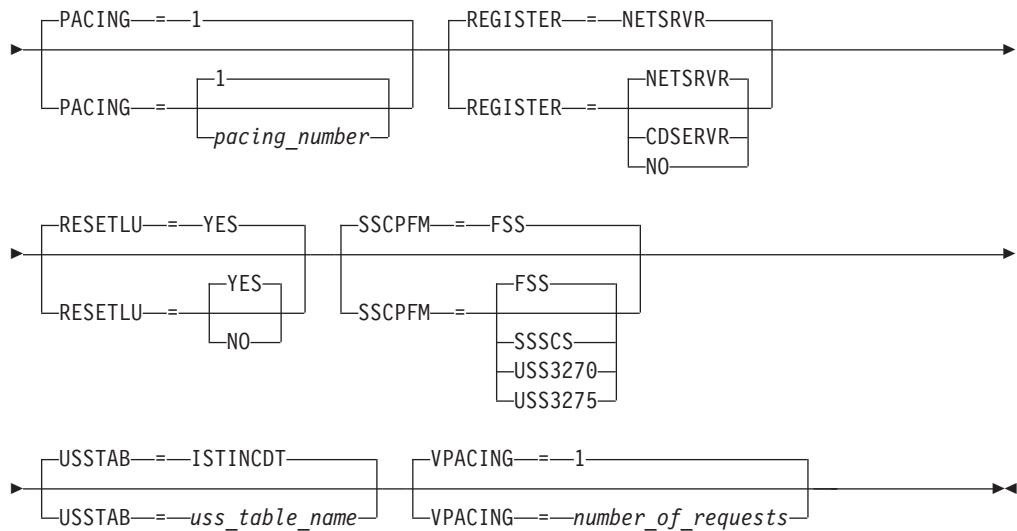 PACING = 1 REGISTER = NETSRVR
PACING = 1 REGISTER = NETSRVR
pacing_number CDSERVR
NO
RESETLU = YES SSCPFM = FSS
RESETLU = YES SSCPFM = FSS
NO SSSCS
USS3270
USS3275
USSTAB = ISTINCDT VPACING = 1
USSTAB = uss_table_name VPACING = number_of_requests